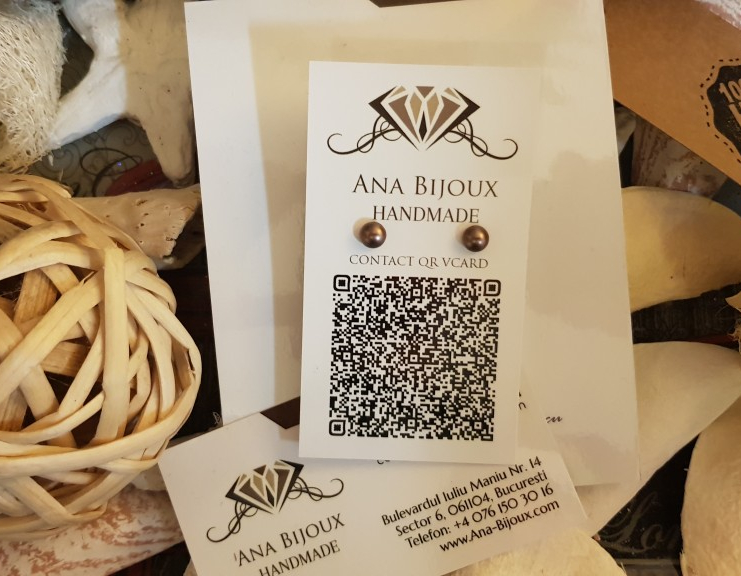 ANA BIJOUX
HANDMADE
CONTACT QR VCARD
ANA BIJOUX
HANDMADE
Bulevardul Iuliu Maniu Nr. 14
Sector 6, 061104, Bucuresti
Telefon: +4 076 150 30 16
www.Ana-Bijoux.com